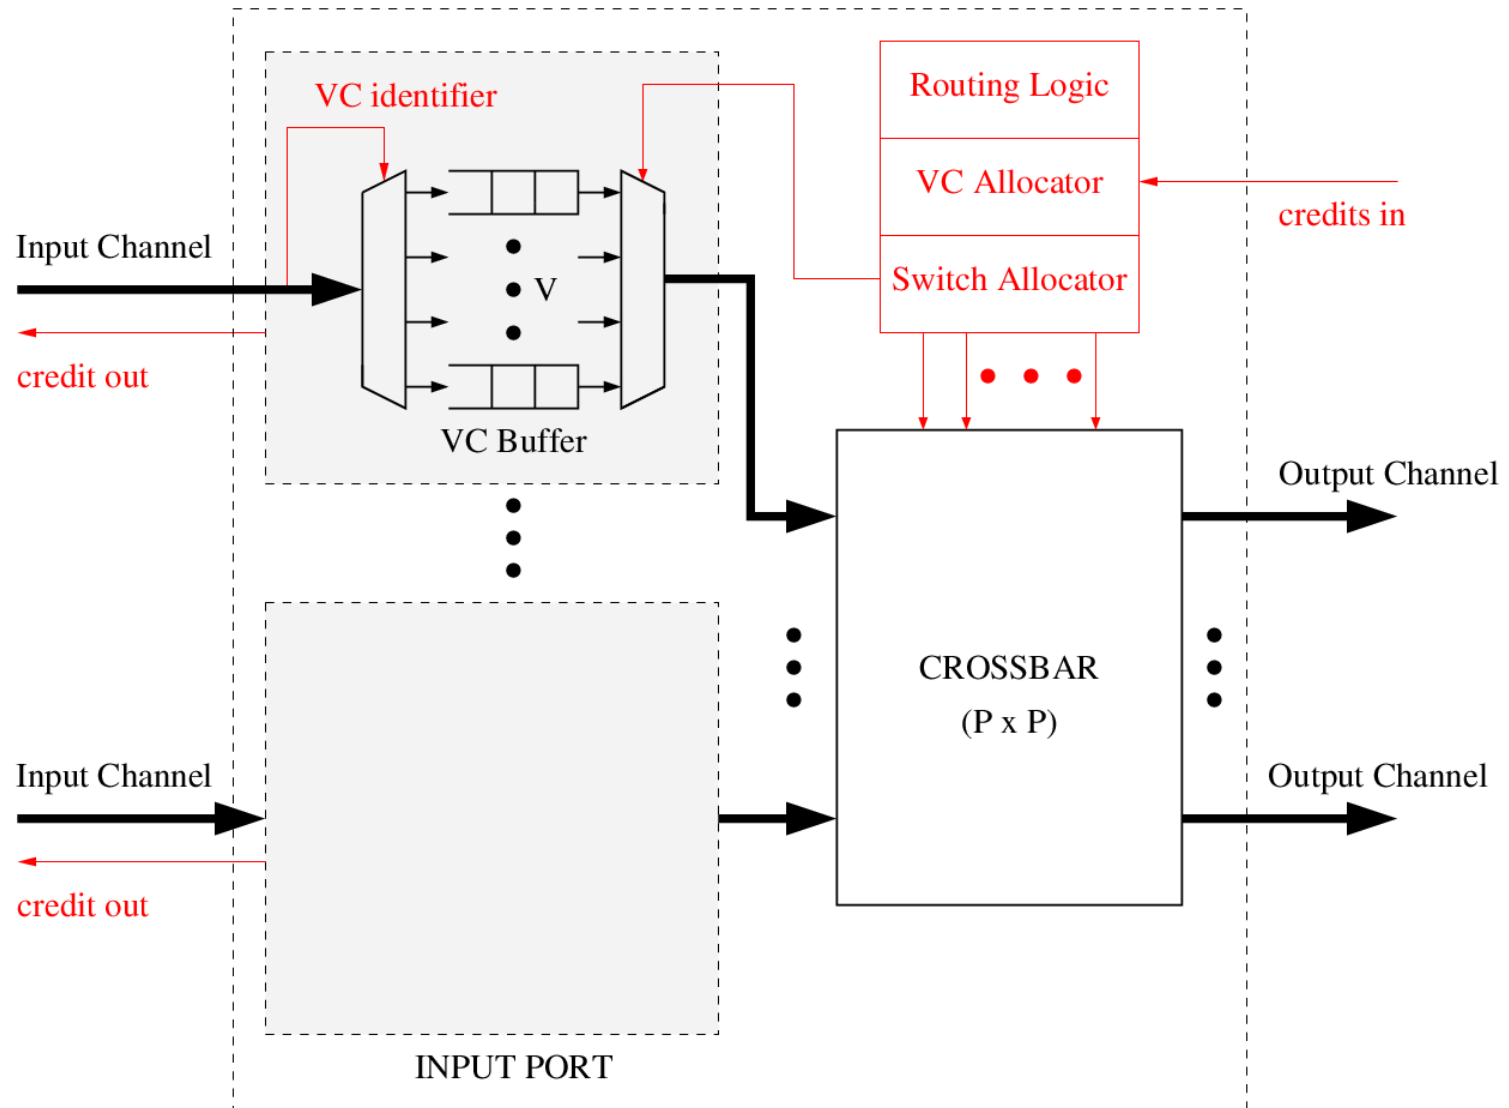 VC identifier
Routing Logic
VC Allocator
credits in
Switch Allocator
Input Channel
V
credit out
VC Buffer
Output Channel
CROSSBAR
(P x P)
Input Channel
Output Channel
credit out
INPUT PORT